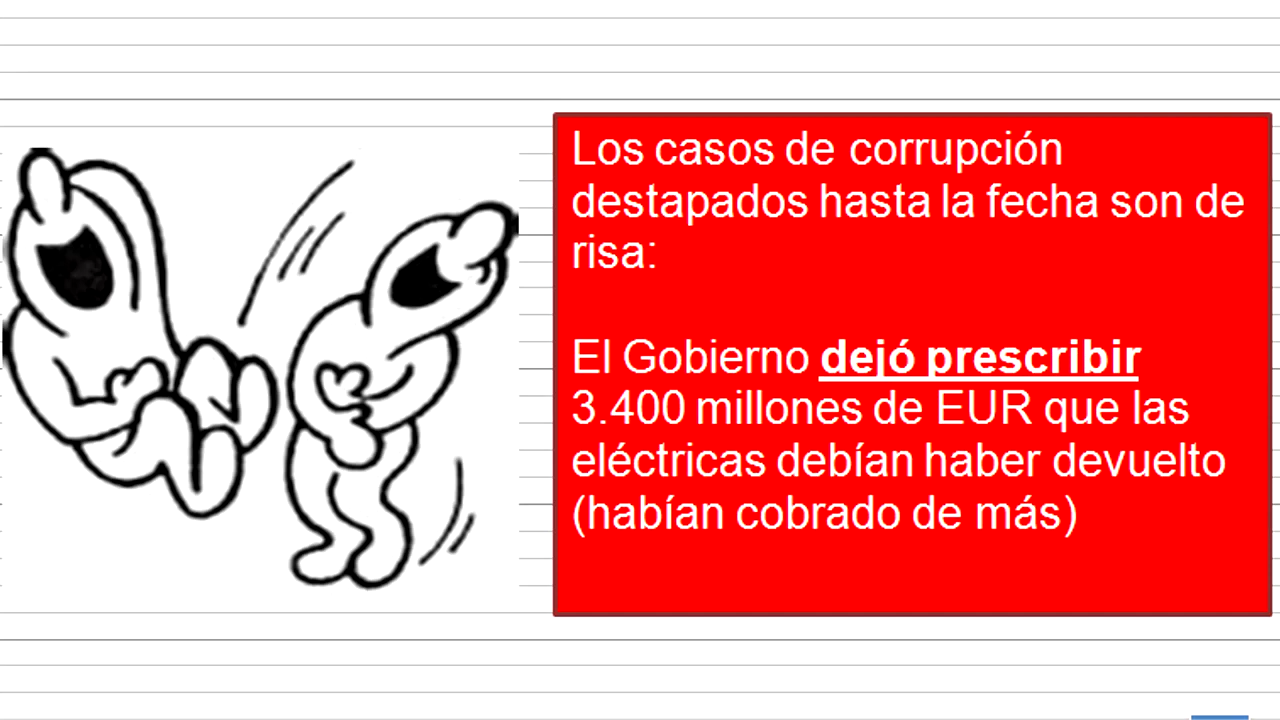 Los casos de corrupción
destapados hasta la fecha son de
risa:
El Gobierno dejó prescribir
3.400 millones de EUR que las
eléctricas debían haber devuelto
(habían cobrado de más)